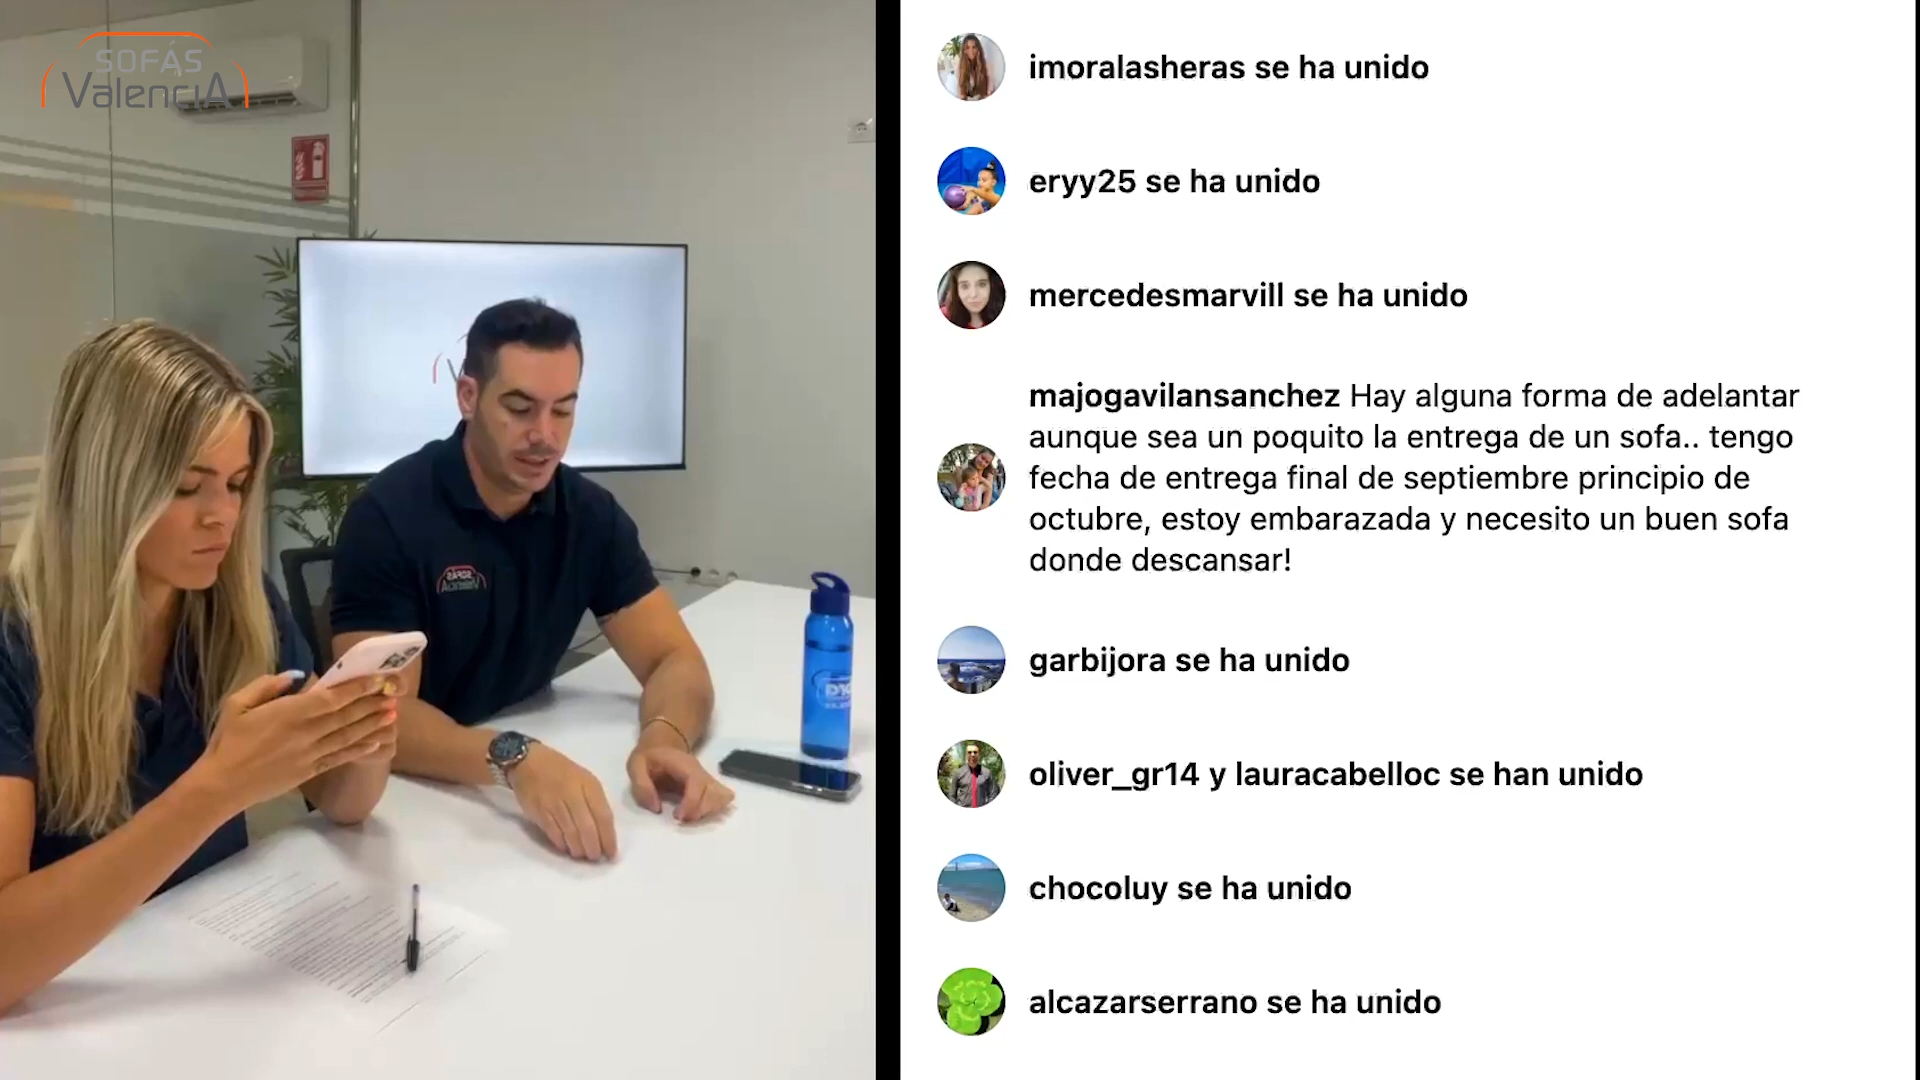 SOFÁS
ValenciA
imoralasheras se ha unido
eryy25 se ha unido
mercedesmarvill se ha unido
majogavilansanchez Hay alguna forma de adelantar
aunque sea un poquito la entrega de un sofa.. tengo
fecha de entrega final de septiembre principio de
octubre, estoy embarazada y necesito un buen sofa
donde descansar!
garbijora se ha unido
oliver_gr14 y lauracabelloc se han unido
chocoluy se ha unido
alcazarserrano se ha unido
SOFÁS
ValenciA